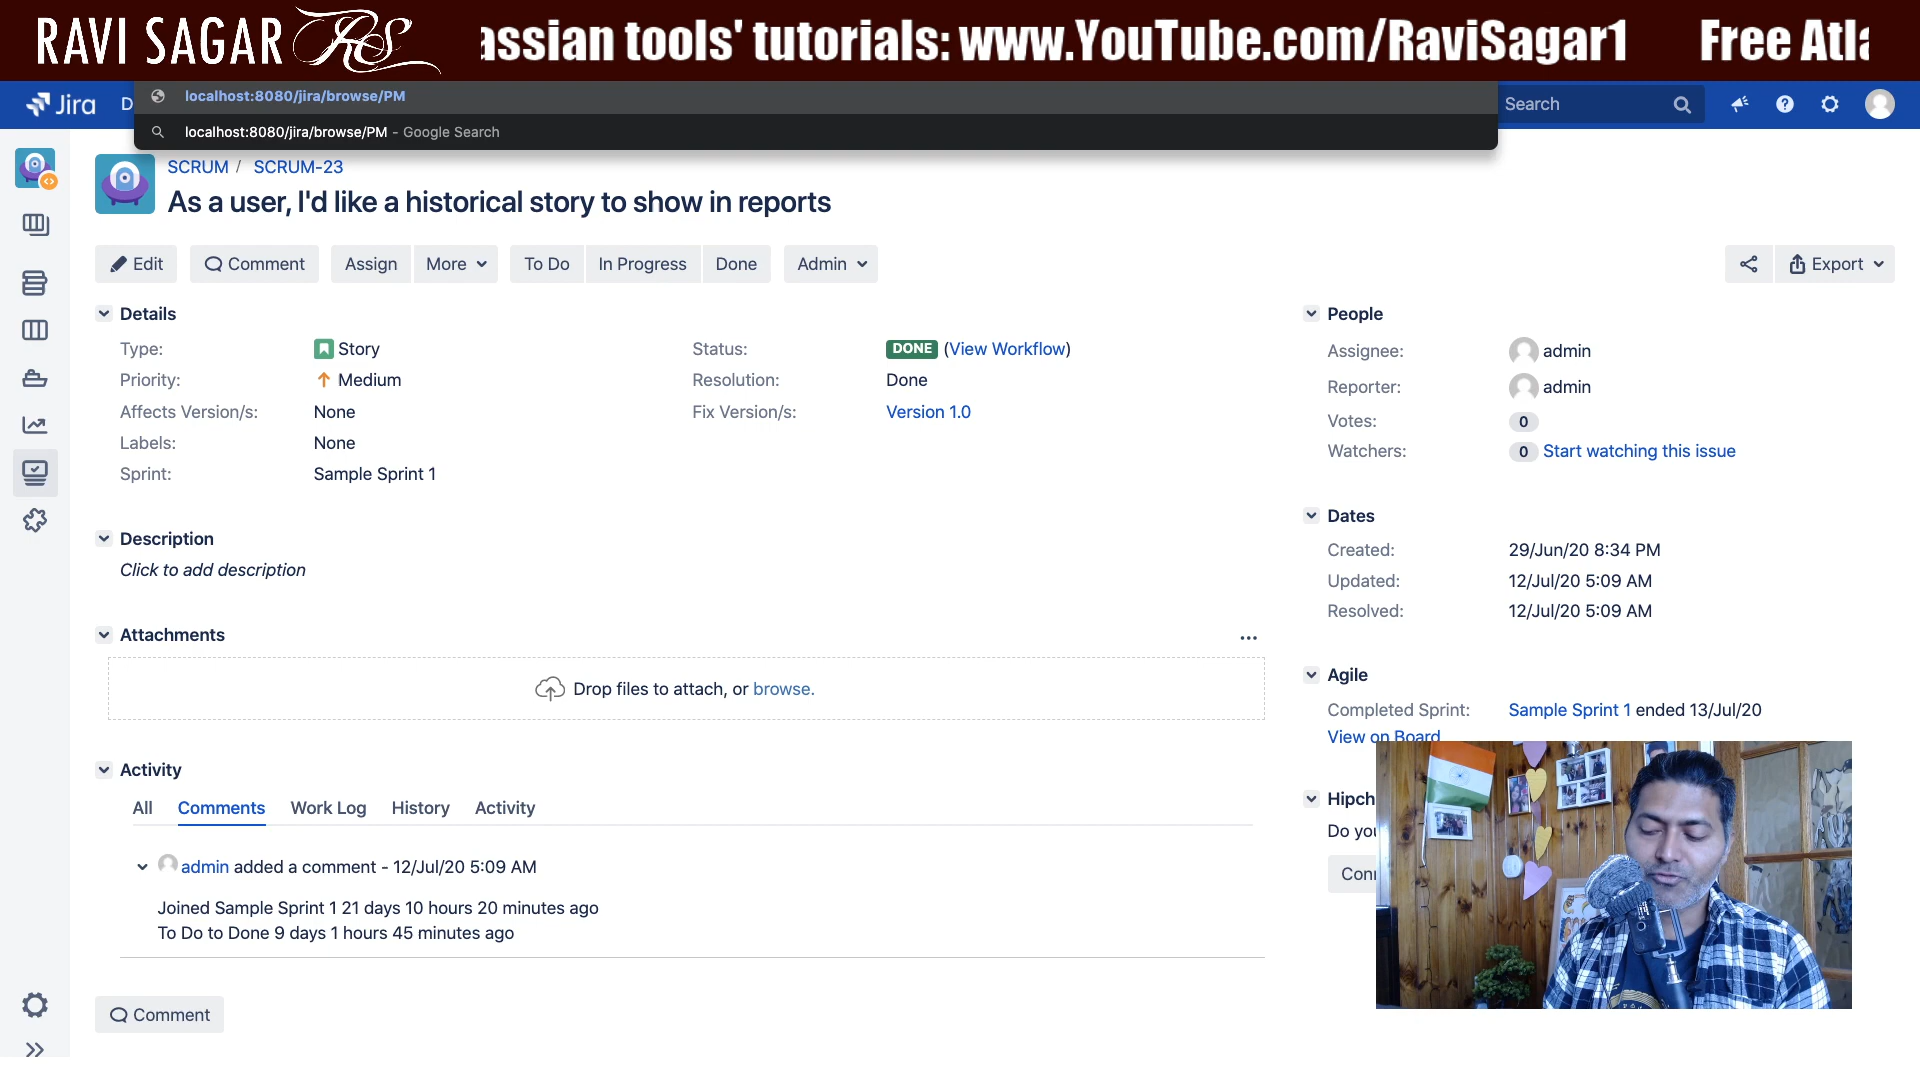 RAVI SAGAR RS
assian tools' tutorials: www.YouTube.com/RaviSagar1 Free Atla
Jira D
localhost:8080/jira/browse/PM
localhost:8080/jira/browse/PM - Google Search
Search
SCRUM / SCRUM-23
As a user, I'd like a historical story to show in reports
Edit Comment Assign More To Do In Progress Done Admin Export
Details
Type: Story
Status: DONE (View Workflow)
Priority: Medium
Resolution: Done
Affects Version/s: None
Fix Version/s: Version 1.0
Labels: None
Sprint: Sample Sprint 1
Description
Click to add description
Attachments
Drop files to attach, or browse.
Activity
All Comments Work Log History Activity
admin added a comment - 12/Jul/20 5:09 AM
Joined Sample Sprint 1 21 days 10 hours 20 minutes ago
To Do to Done 9 days 1 hours 45 minutes ago
Comment
People
Assignee: admin
Reporter: admin
Votes: 0
Watchers: 0 Start watching this issue
Dates
Created: 29/Jun/20 8:34 PM
Updated: 12/Jul/20 5:09 AM
Resolved: 12/Jul/20 5:09 AM
Agile
Completed Sprint: Sample Sprint 1 ended 13/Jul/20
View on Board
Hipch
Do you
Conn